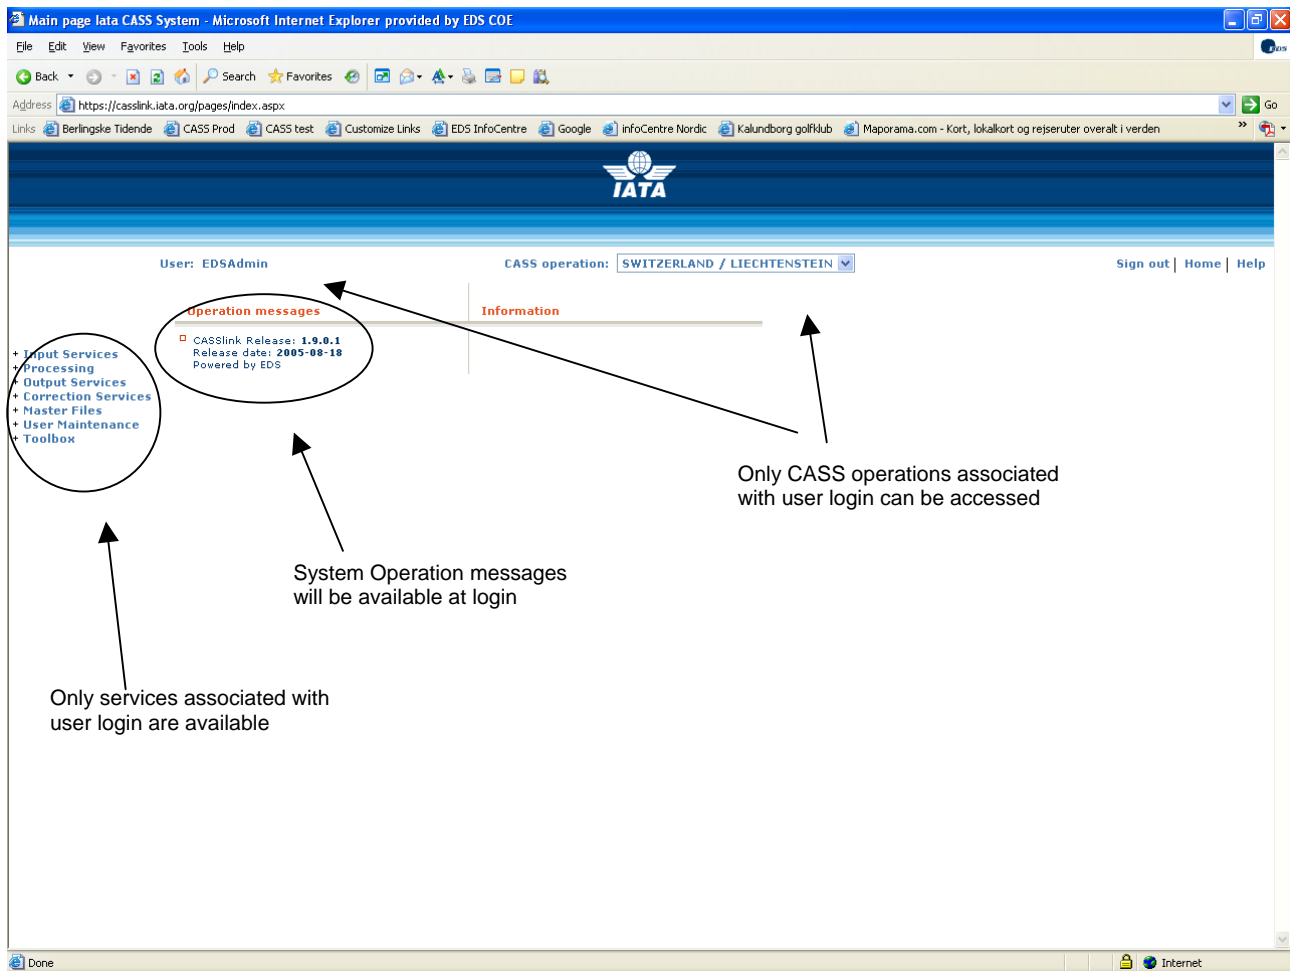 Main page Iata CASS System - Microsoft Internet Explorer provided by EDS COE
File Edit View Favorites Tools Help
EDS
Back Search Favorites
Address https://casslink.iata.org/pages/index.aspx Go
Links Berlingske Tidende CASS Prod CASS test Customize Links EDS InfoCentre Google infoCentre Nordic Kalundborg golfklub Maporama.com - Kort, lokalkort og rejseruter overalt i verden »
IATA
User: EDSAdmin CASS operation: SWITZERLAND / LIECHTENSTEIN Sign out | Home | Help
Operation messages Information
CASSlink Release: 1.9.0.1
Release date: 2005-08-18
Powered by EDS
+ Input Services
+ Processing
+ Output Services
+ Correction Services
+ Master Files
+ User Maintenance
+ Toolbox
Only CASS operations associated
with user login can be accessed
System Operation messages
will be available at login
Only services associated with
user login are available
Done Internet